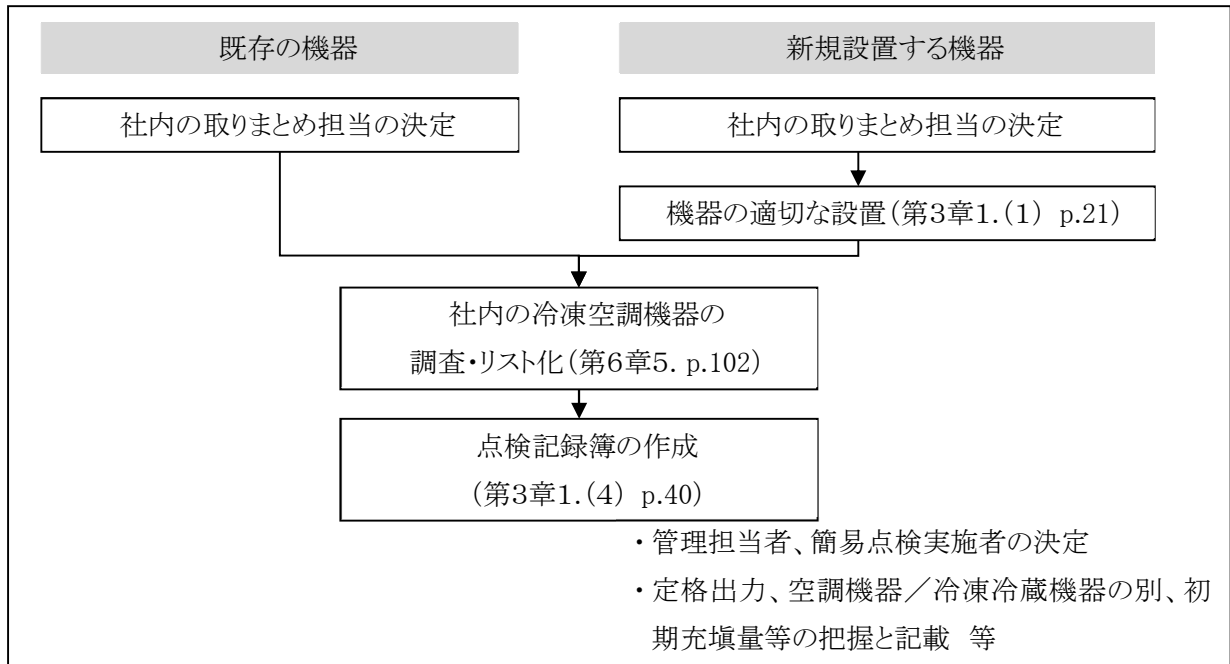 既存の機器
新規設置する機器
社内の取りまとめ担当の決定
社内の取りまとめ担当の決定
機器の適切な設置(第3章1.(1) p.21)
社内の冷凍空調機器の
調査・リスト化(第6章5. p.102)
点検記録簿の作成
(第3章1.(4) p.40)
・管理担当者、簡易点検実施者の決定
・定格出力、空調機器／冷凍冷蔵機器の別、初
期充塡量等の把握と記載 等